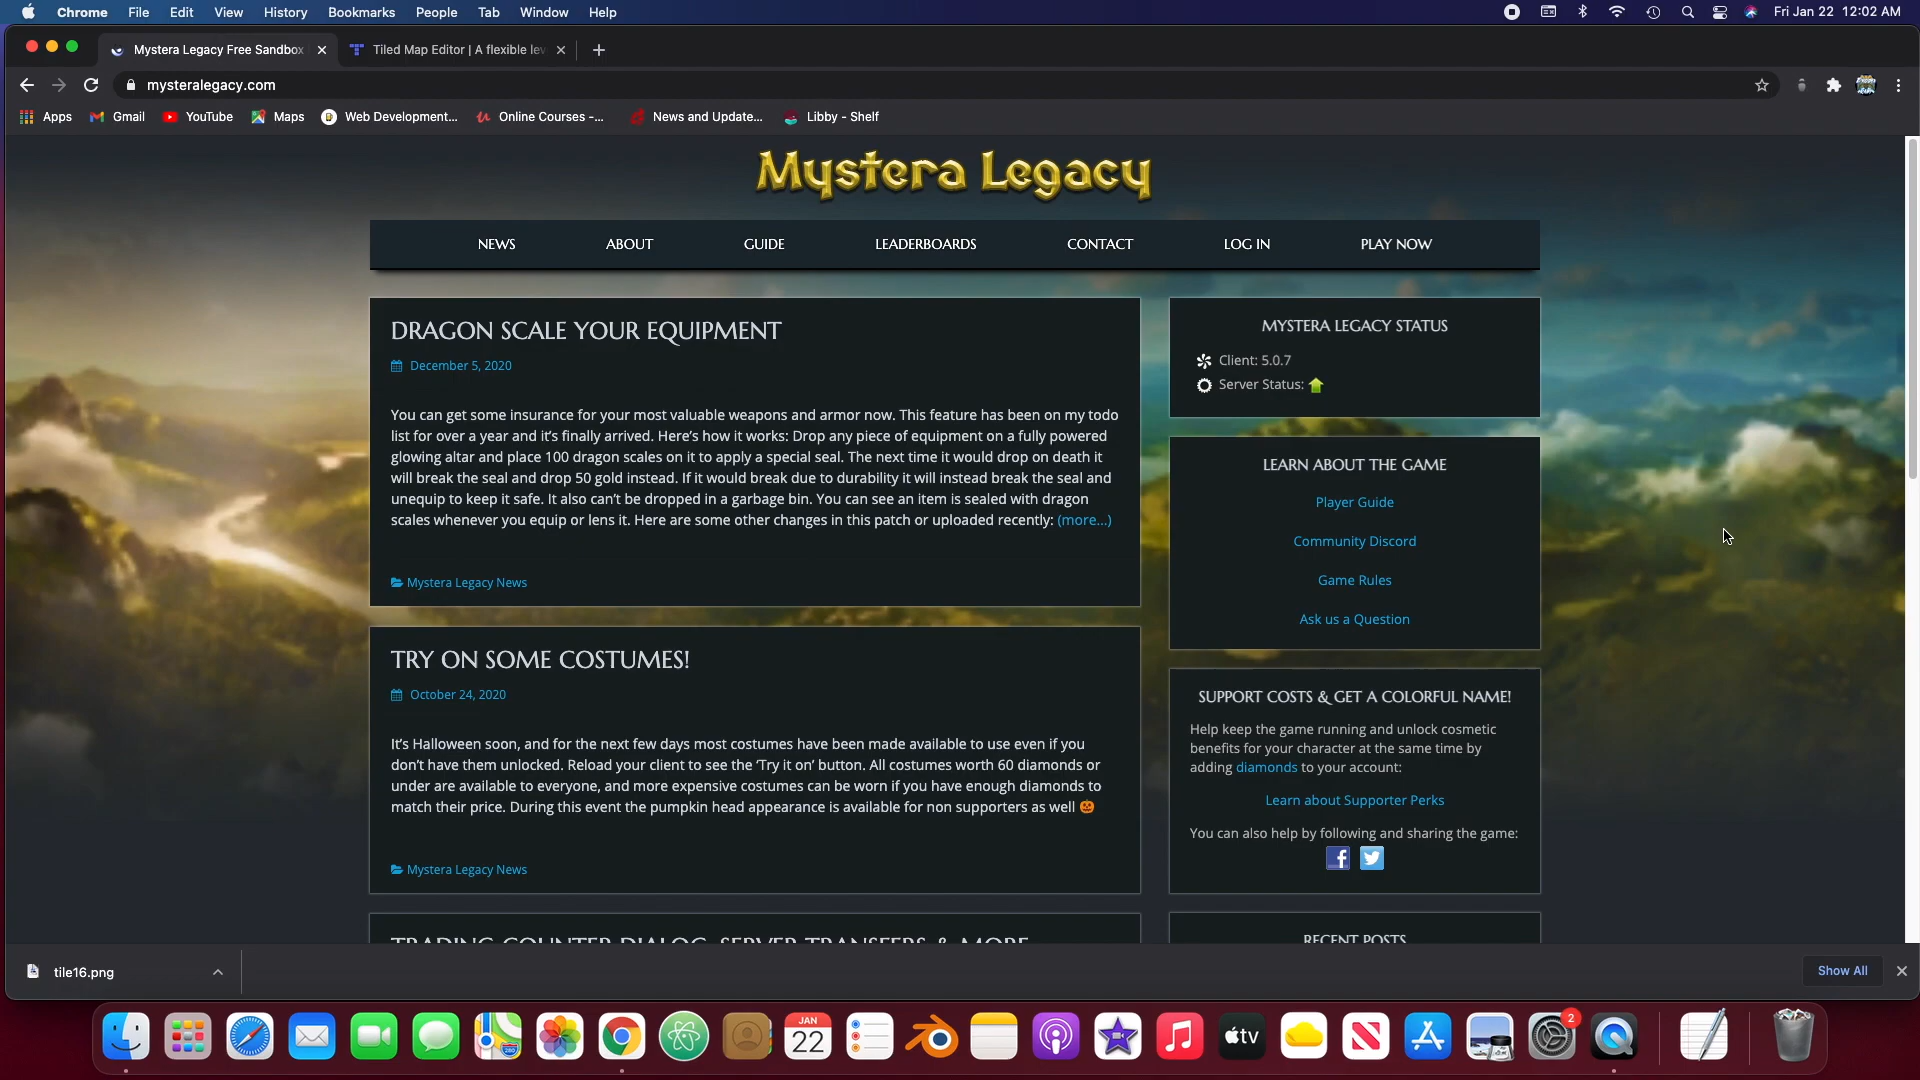 Chrome File Edit View History Bookmarks People Tab Window Help Fri Jan 22 12:02 AM
Mystera Legacy Free Sandbox Tiled Map Editor | A flexible lev
mysteralegacy.com
Apps Gmail YouTube Maps Web Development... Online Courses -... News and Update... Libby - Shelf
Mystera Legacy
NEWS ABOUT GUIDE LEADERBOARDS CONTACT LOG IN PLAY NOW
DRAGON SCALE YOUR EQUIPMENT
December 5, 2020
You can get some insurance for your most valuable weapons and armor now. This feature has been on my todo
list for over a year and it's finally arrived. Here's how it works: Drop any piece of equipment on a fully powered
glowing altar and place 100 dragon scales on it to apply a special seal. The next time it would drop on death it
will break the seal and drop 50 gold instead. If it would break due to durability it will instead break the seal and
unequip to keep it safe. It also can't be dropped in a garbage bin. You can see an item is sealed with dragon
scales whenever you equip or lens it. Here are some other changes in this patch or uploaded recently: (more...)
Mystera Legacy News
TRY ON SOME COSTUMES!
October 24, 2020
It's Halloween soon, and for the next few days most costumes have been made available to use even if you
don't have them unlocked. Reload your client to see the 'Try it on' button. All costumes worth 60 diamonds or
under are available to everyone, and more expensive costumes can be worn if you have enough diamonds to
match their price. During this event the pumpkin head appearance is available for non supporters as well
Mystera Legacy News
TRADING COUNTER DIALOG, SERVER TRANSFERS & MORE
MYSTERA LEGACY STATUS
Client: 5.0.7
Server Status:
LEARN ABOUT THE GAME
Player Guide
Community Discord
Game Rules
Ask us a Question
SUPPORT COSTS & GET A COLORFUL NAME!
Help keep the game running and unlock cosmetic
benefits for your character at the same time by
adding diamonds to your account:
Learn about Supporter Perks
You can also help by following and sharing the game:
RECENT POSTS
tile16.png Show All
JAN
22
280
tv
2